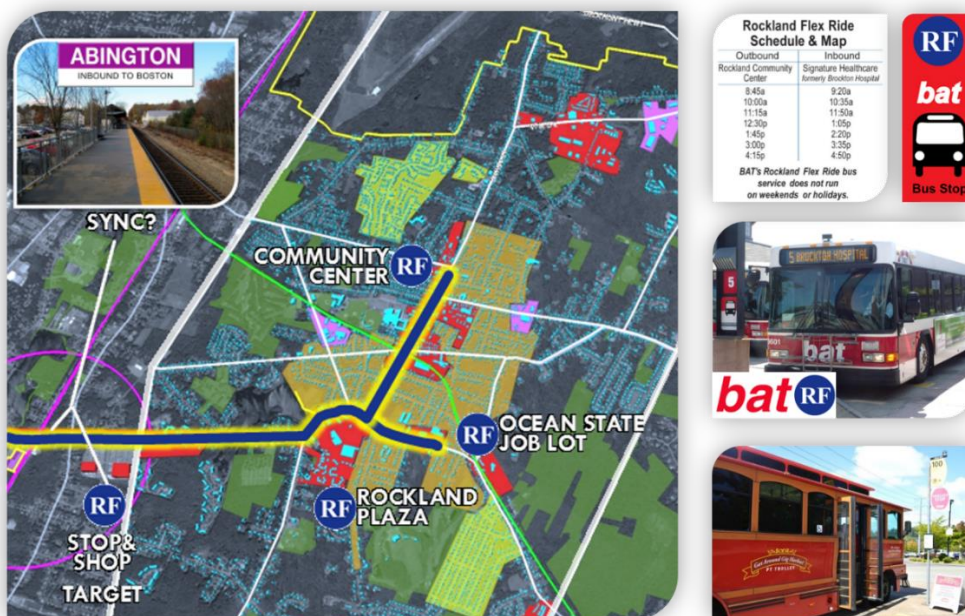 ABINGTON
INBOUND TO BOSTON
SYNC?
COMMUNITY
CENTER
RF
RF
OCEAN STATE
JOB LOT
RF
ROCKLAND
PLAZA
RF
STOP&
SHOP
TARGET
Rockland Flex Ride
Schedule & Map
Outbound Inbound
Rockland Community Signature Healthcare
Center formerly Brockton Hospital
8:45a 9:20a
10:00a 10:35a
11:15a 11:50a
12:30p 1:05p
1:45p 2:20p
3:00p 3:35p
4:15p 4:50p
BAT's Rockland Flex Ride bus
service does not run
on weekends or holidays.
RF
bat
Bus Stop
5 BROCKTON HOSPITAL
5
bat
bat RF
100